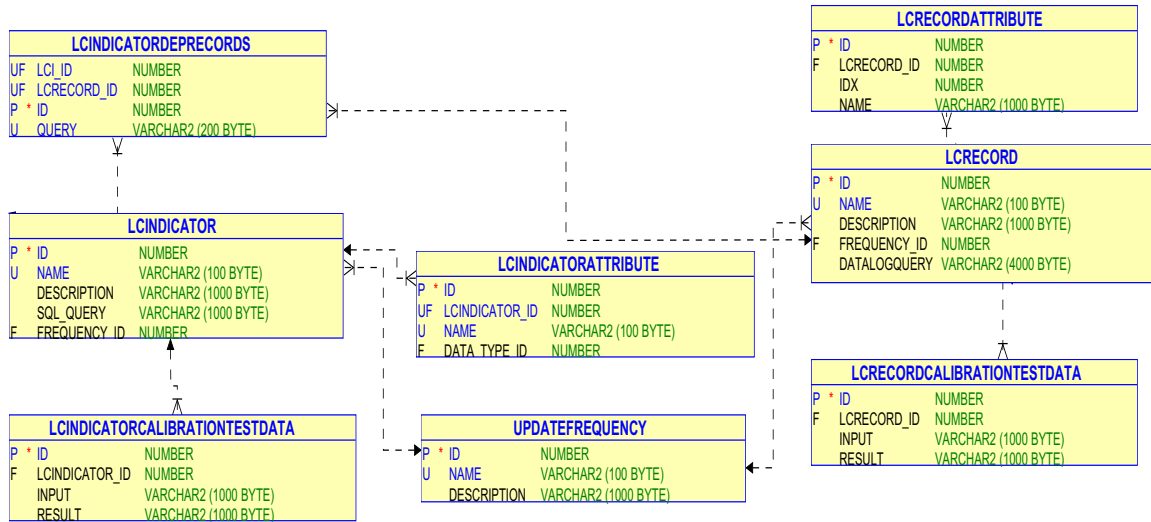 LCINDICATORDEPRECORDS
UF LCI_ID NUMBER
UF LCRECORD_ID NUMBER
P * ID NUMBER
U QUERY VARCHAR2 (200 BYTE)
LCRECORDATTRIBUTE
P * ID NUMBER
F LCRECORD_ID NUMBER
IDX NUMBER
NAME VARCHAR2 (1000 BYTE)
LCRECORD
P * ID NUMBER
U NAME VARCHAR2 (100 BYTE)
DESCRIPTION VARCHAR2 (1000 BYTE)
F FREQUENCY_ID NUMBER
DATALOGQUERY VARCHAR2 (4000 BYTE)
LCINDICATOR
P * ID NUMBER
U NAME VARCHAR2 (100 BYTE)
DESCRIPTION VARCHAR2 (1000 BYTE)
SQL_QUERY VARCHAR2 (1000 BYTE)
F FREQUENCY_ID NUMBER
LCINDICATORATTRIBUTE
P * ID NUMBER
UF LCINDICATOR_ID NUMBER
U NAME VARCHAR2 (100 BYTE)
F DATA_TYPE_ID NUMBER
LCRECORDCALIBRATIONTESTDATA
P * ID NUMBER
F LCRECORD_ID NUMBER
INPUT VARCHAR2 (1000 BYTE)
RESULT VARCHAR2 (1000 BYTE)
LCINDICATORCALIBRATIONTESTDATA
P * ID NUMBER
F LCINDICATOR_ID NUMBER
INPUT VARCHAR2 (1000 BYTE)
RESULT VARCHAR2 (1000 BYTE)
UPDATEFREQUENCY
P * ID NUMBER
U NAME VARCHAR2 (100 BYTE)
DESCRIPTION VARCHAR2 (1000 BYTE)